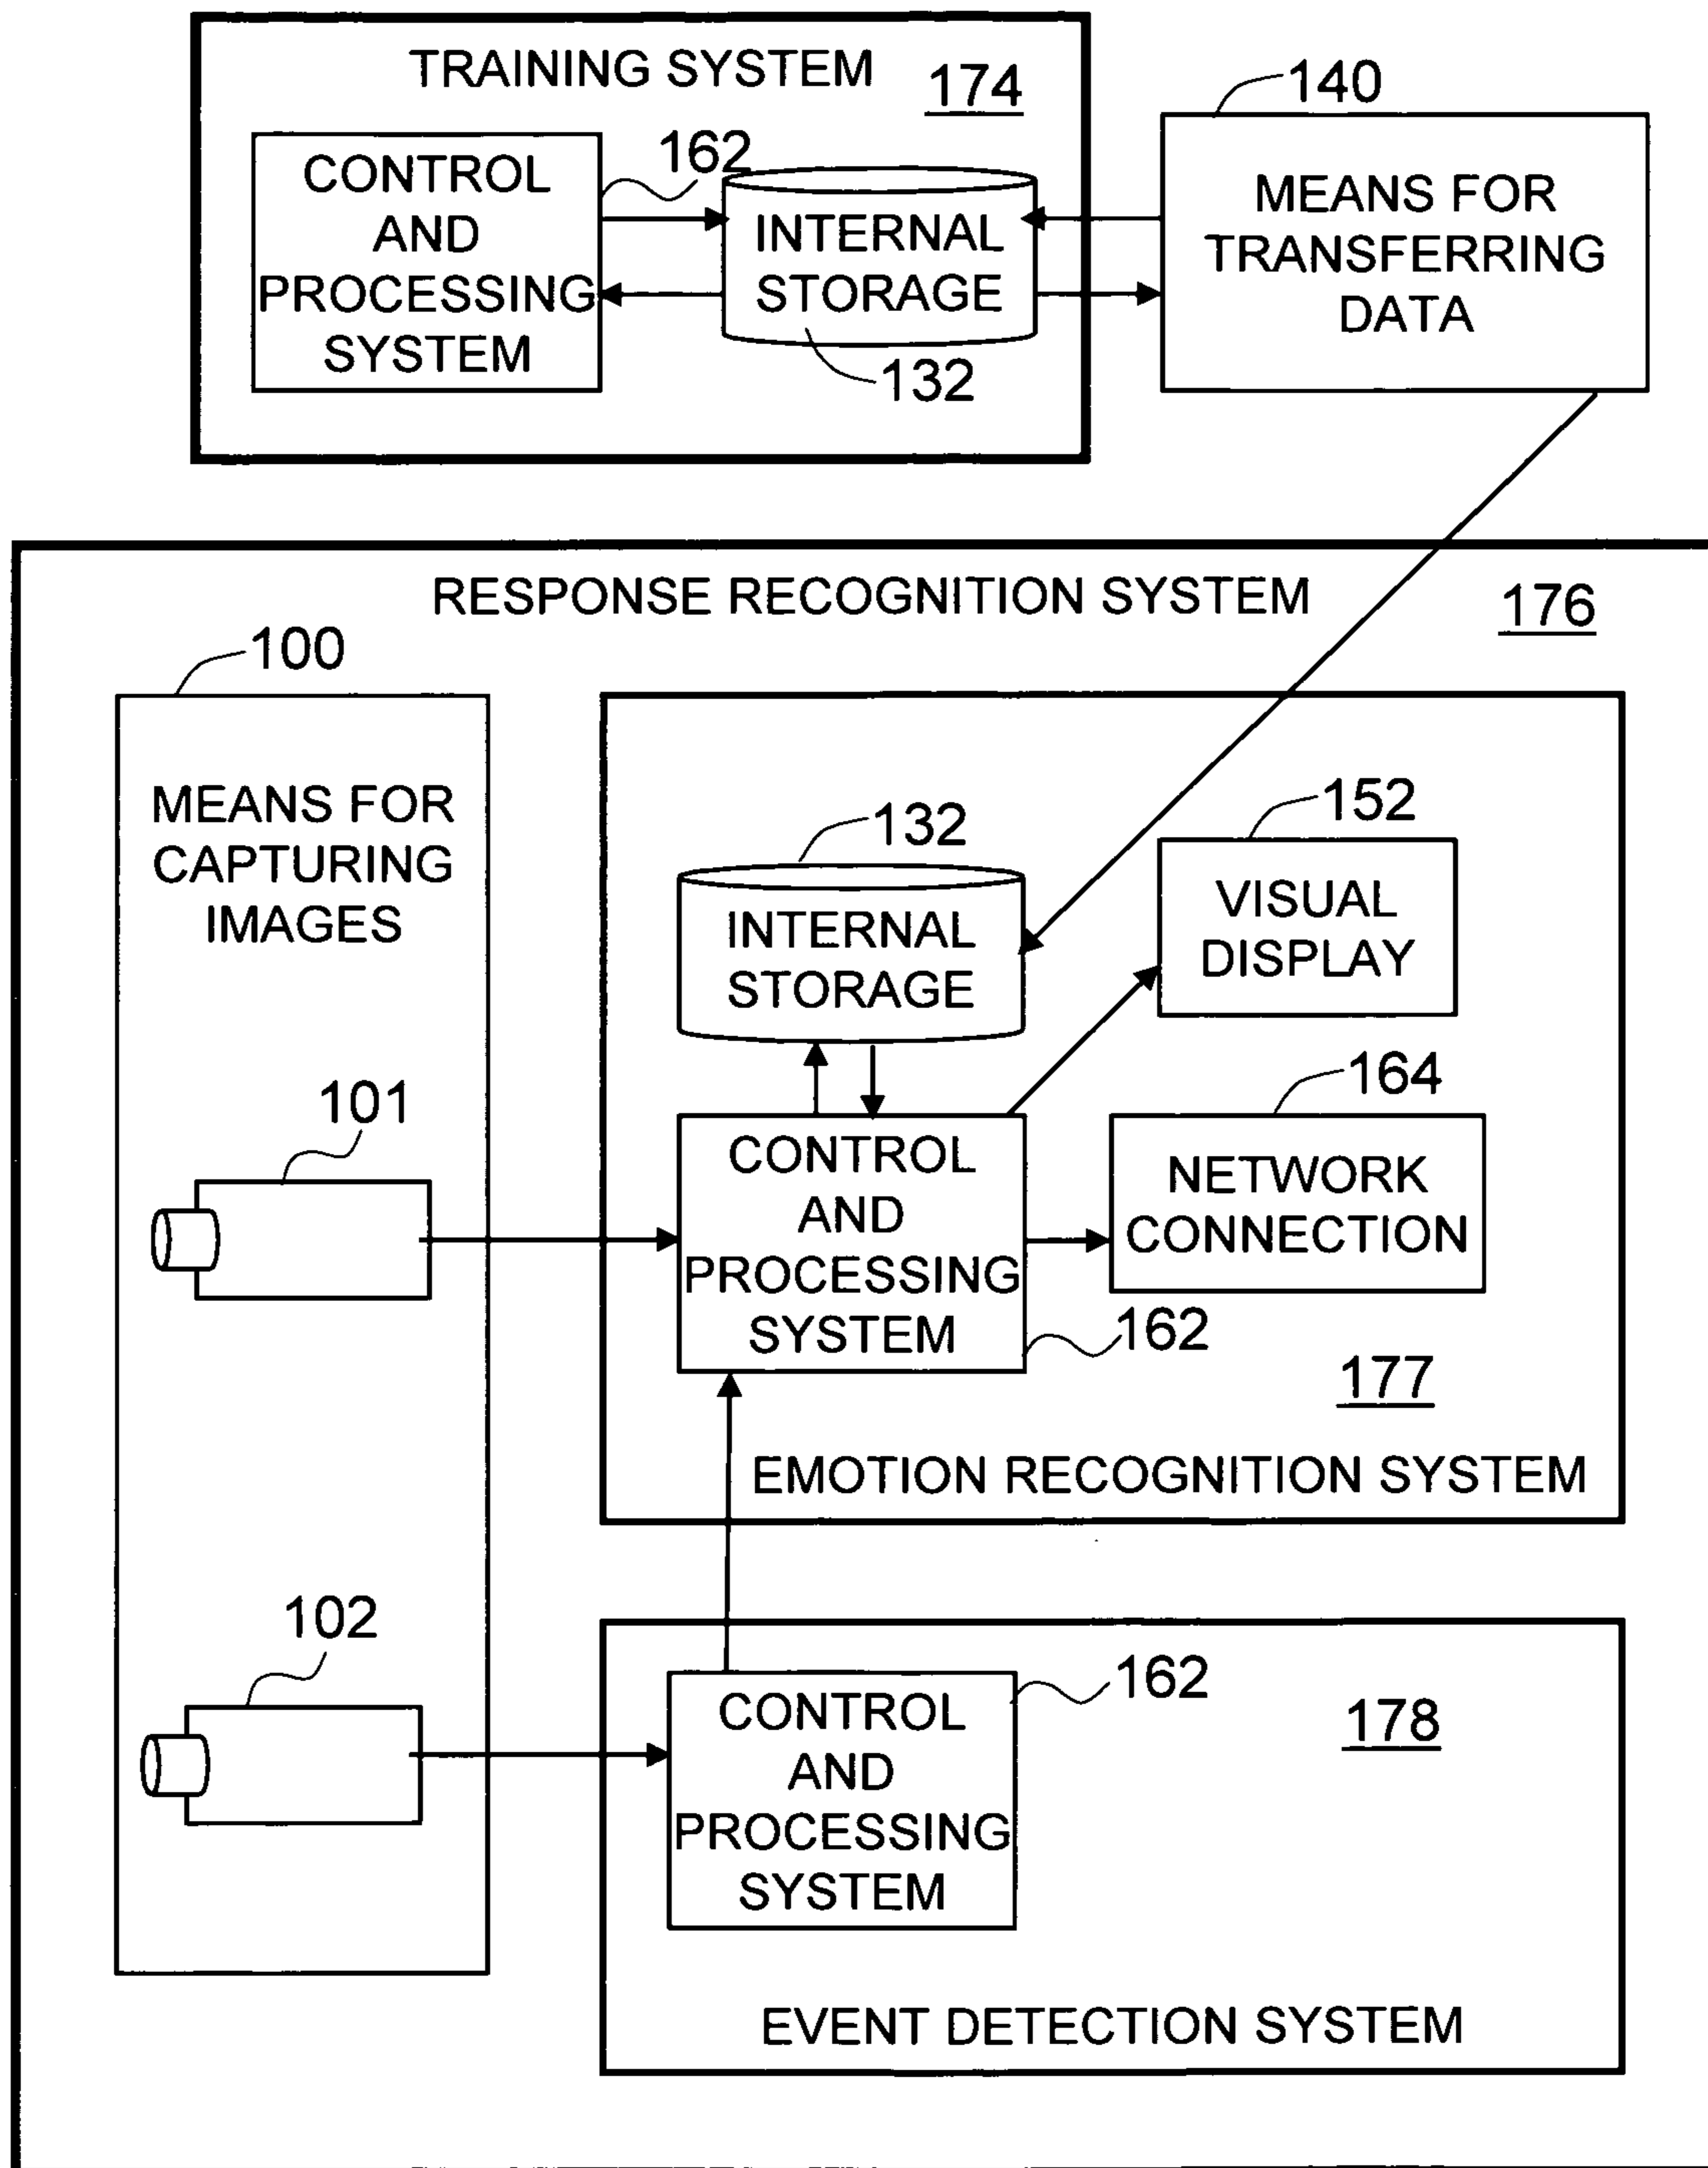 TRAINING SYSTEM
174
140
CONTROL
AND
PROCESSING
SYSTEM
162
INTERNAL
STORAGE
132
MEANS FOR
TRANSFERRING
DATA
RESPONSE RECOGNITION SYSTEM
176
100
MEANS FOR
CAPTURING
IMAGES
132
INTERNAL
STORAGE
152
VISUAL
DISPLAY
101
CONTROL
AND
PROCESSING
SYSTEM
162
164
NETWORK
CONNECTION
177
EMOTION RECOGNITION SYSTEM
102
CONTROL
AND
PROCESSING
SYSTEM
162
178
EVENT DETECTION SYSTEM